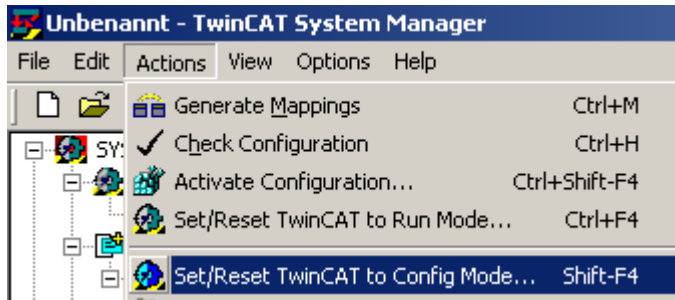 Unbenannt - TwinCAT System Manager
File Edit Actions View Options Help
Generate Mappings Ctrl+M
SY Check Configuration Ctrl+H
Activate Configuration... Ctrl+Shift-F4
Set/Reset TwinCAT to Run Mode... Ctrl+F4
Set/Reset TwinCAT to Config Mode... Shift-F4